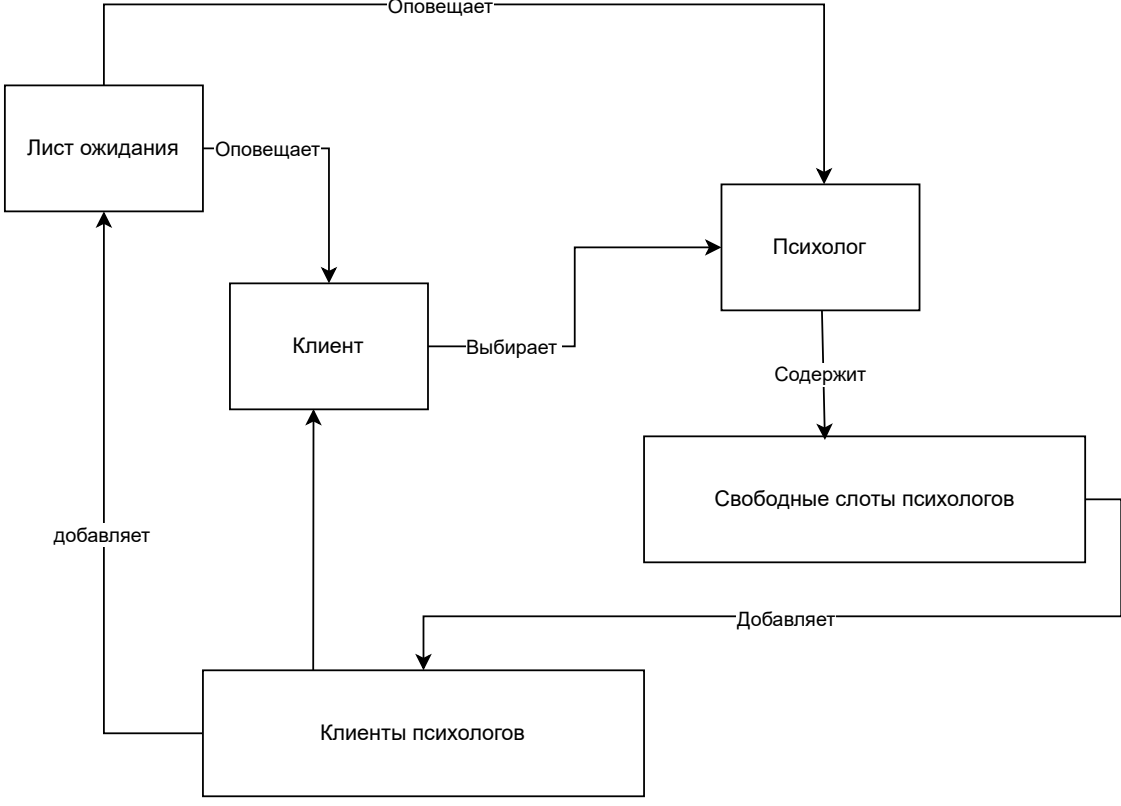 Оповещает
Лист ожидания
Оповещает
Психолог
Клиент
Выбирает
Содержит
Свободные слоты психологов
добавляет
Добавляет
Клиенты психологов